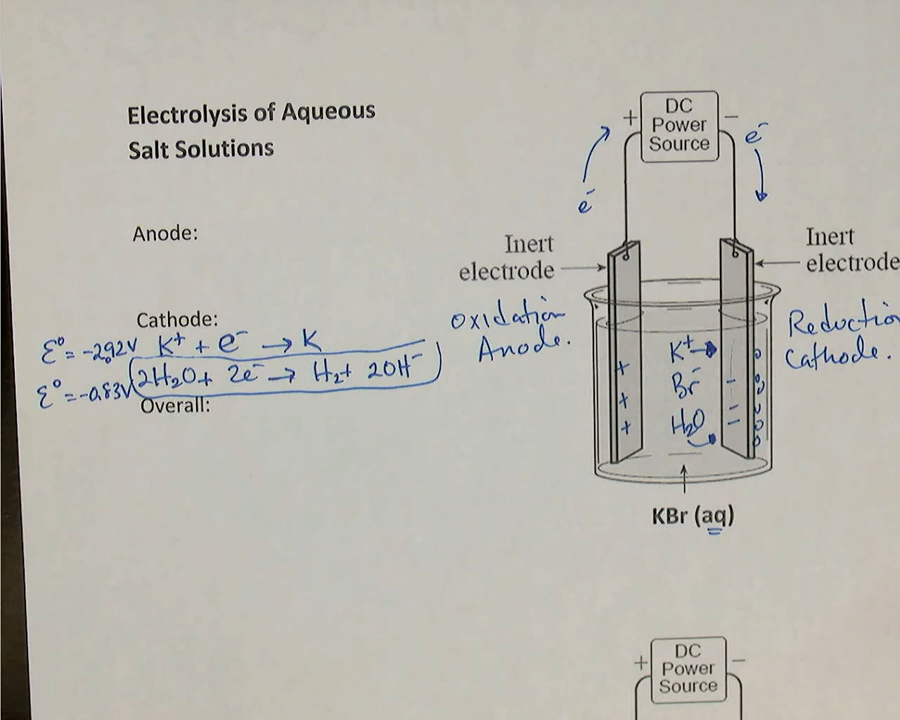 Electrolysis of Aqueous
Salt Solutions
Anode:
Cathode:
Ɛ° = -2.92V K⁺ + e⁻ → K
Ɛ° = -0.83V 2H₂O + 2e⁻ → H₂ + 2OH⁻
Overall:
+ DC Power Source −
e⁻
e⁻
Inert
electrode
Inert
electrode
Oxidation
Anode.
Reduction
Cathode.
K⁺
Br⁻
H₂O
+
+
+
−
−
−
KBr (aq)
+ DC Power Source −